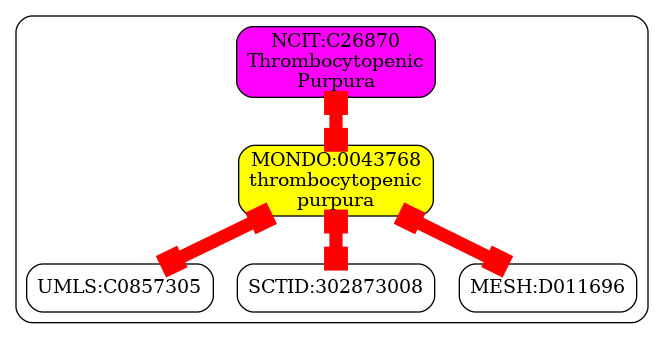 NCIT:C26870
Thrombocytopenic
Purpura
MONDO:0043768
thrombocytopenic
purpura
UMLS:C0857305
SCTID:302873008
MESH:D011696